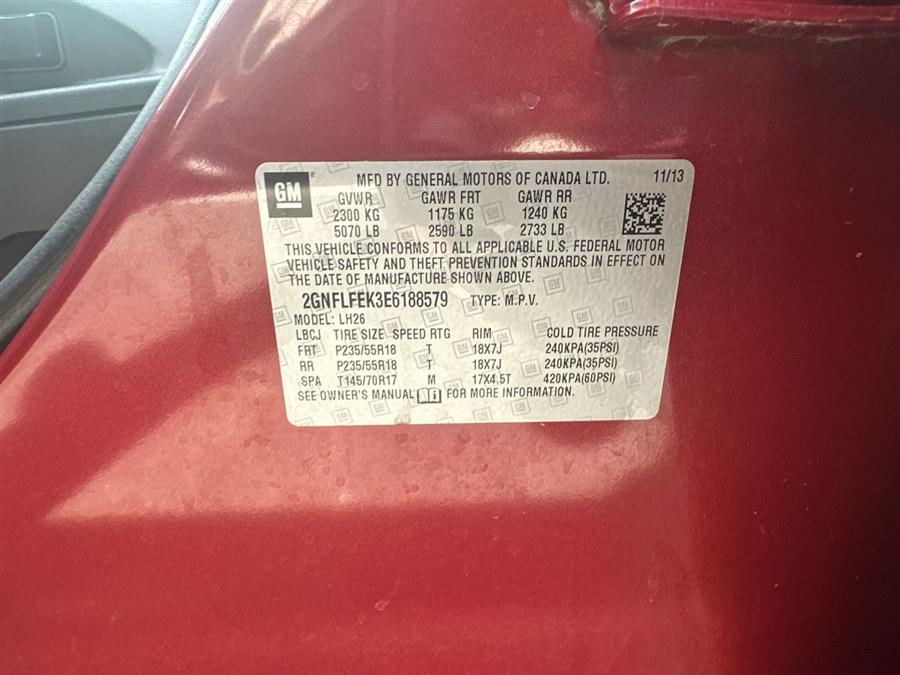 GM MFD BY GENERAL MOTORS OF CANADA LTD. 11/13
GVWR GAWR FRT GAWR RR
2300 KG 1175 KG 1240 KG
5070 LB 2590 LB 2733 LB
THIS VEHICLE CONFORMS TO ALL APPLICABLE U.S. FEDERAL MOTOR
VEHICLE SAFETY AND THEFT PREVENTION STANDARDS IN EFFECT ON
THE DATE OF MANUFACTURE SHOWN ABOVE.
2GNFLFEK3E6188579 TYPE: M.P.V.
MODEL: LH26
LBCJ TIRE SIZE SPEED RTG RIM COLD TIRE PRESSURE
FRT P235/55R18 T 18X7J 240KPA(35PSI)
RR P235/55R18 T 18X7J 240KPA(35PSI)
SPA T145/70R17 M 17X4.5T 420KPA(60PSI)
SEE OWNER'S MANUAL FOR MORE INFORMATION.